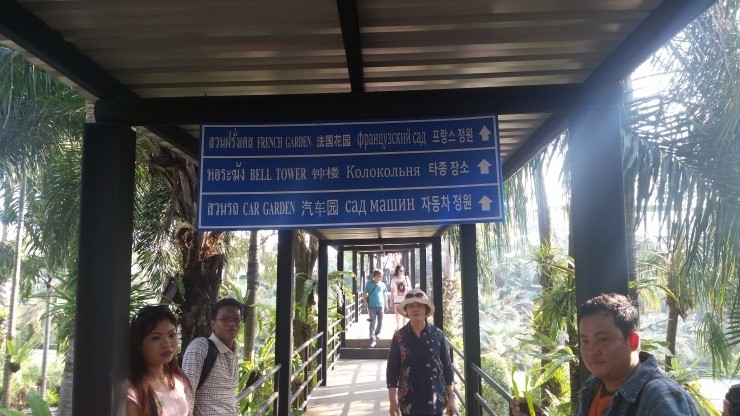 สวนฝรั่งเศส FRENCH GARDEN 法国花园 французский сад 프랑스 정원
หอระฆัง BELL TOWER 钟楼 Колокольня 타종 장소
สวนรถ CAR GARDEN 汽车园 сад машин 자동차 정원